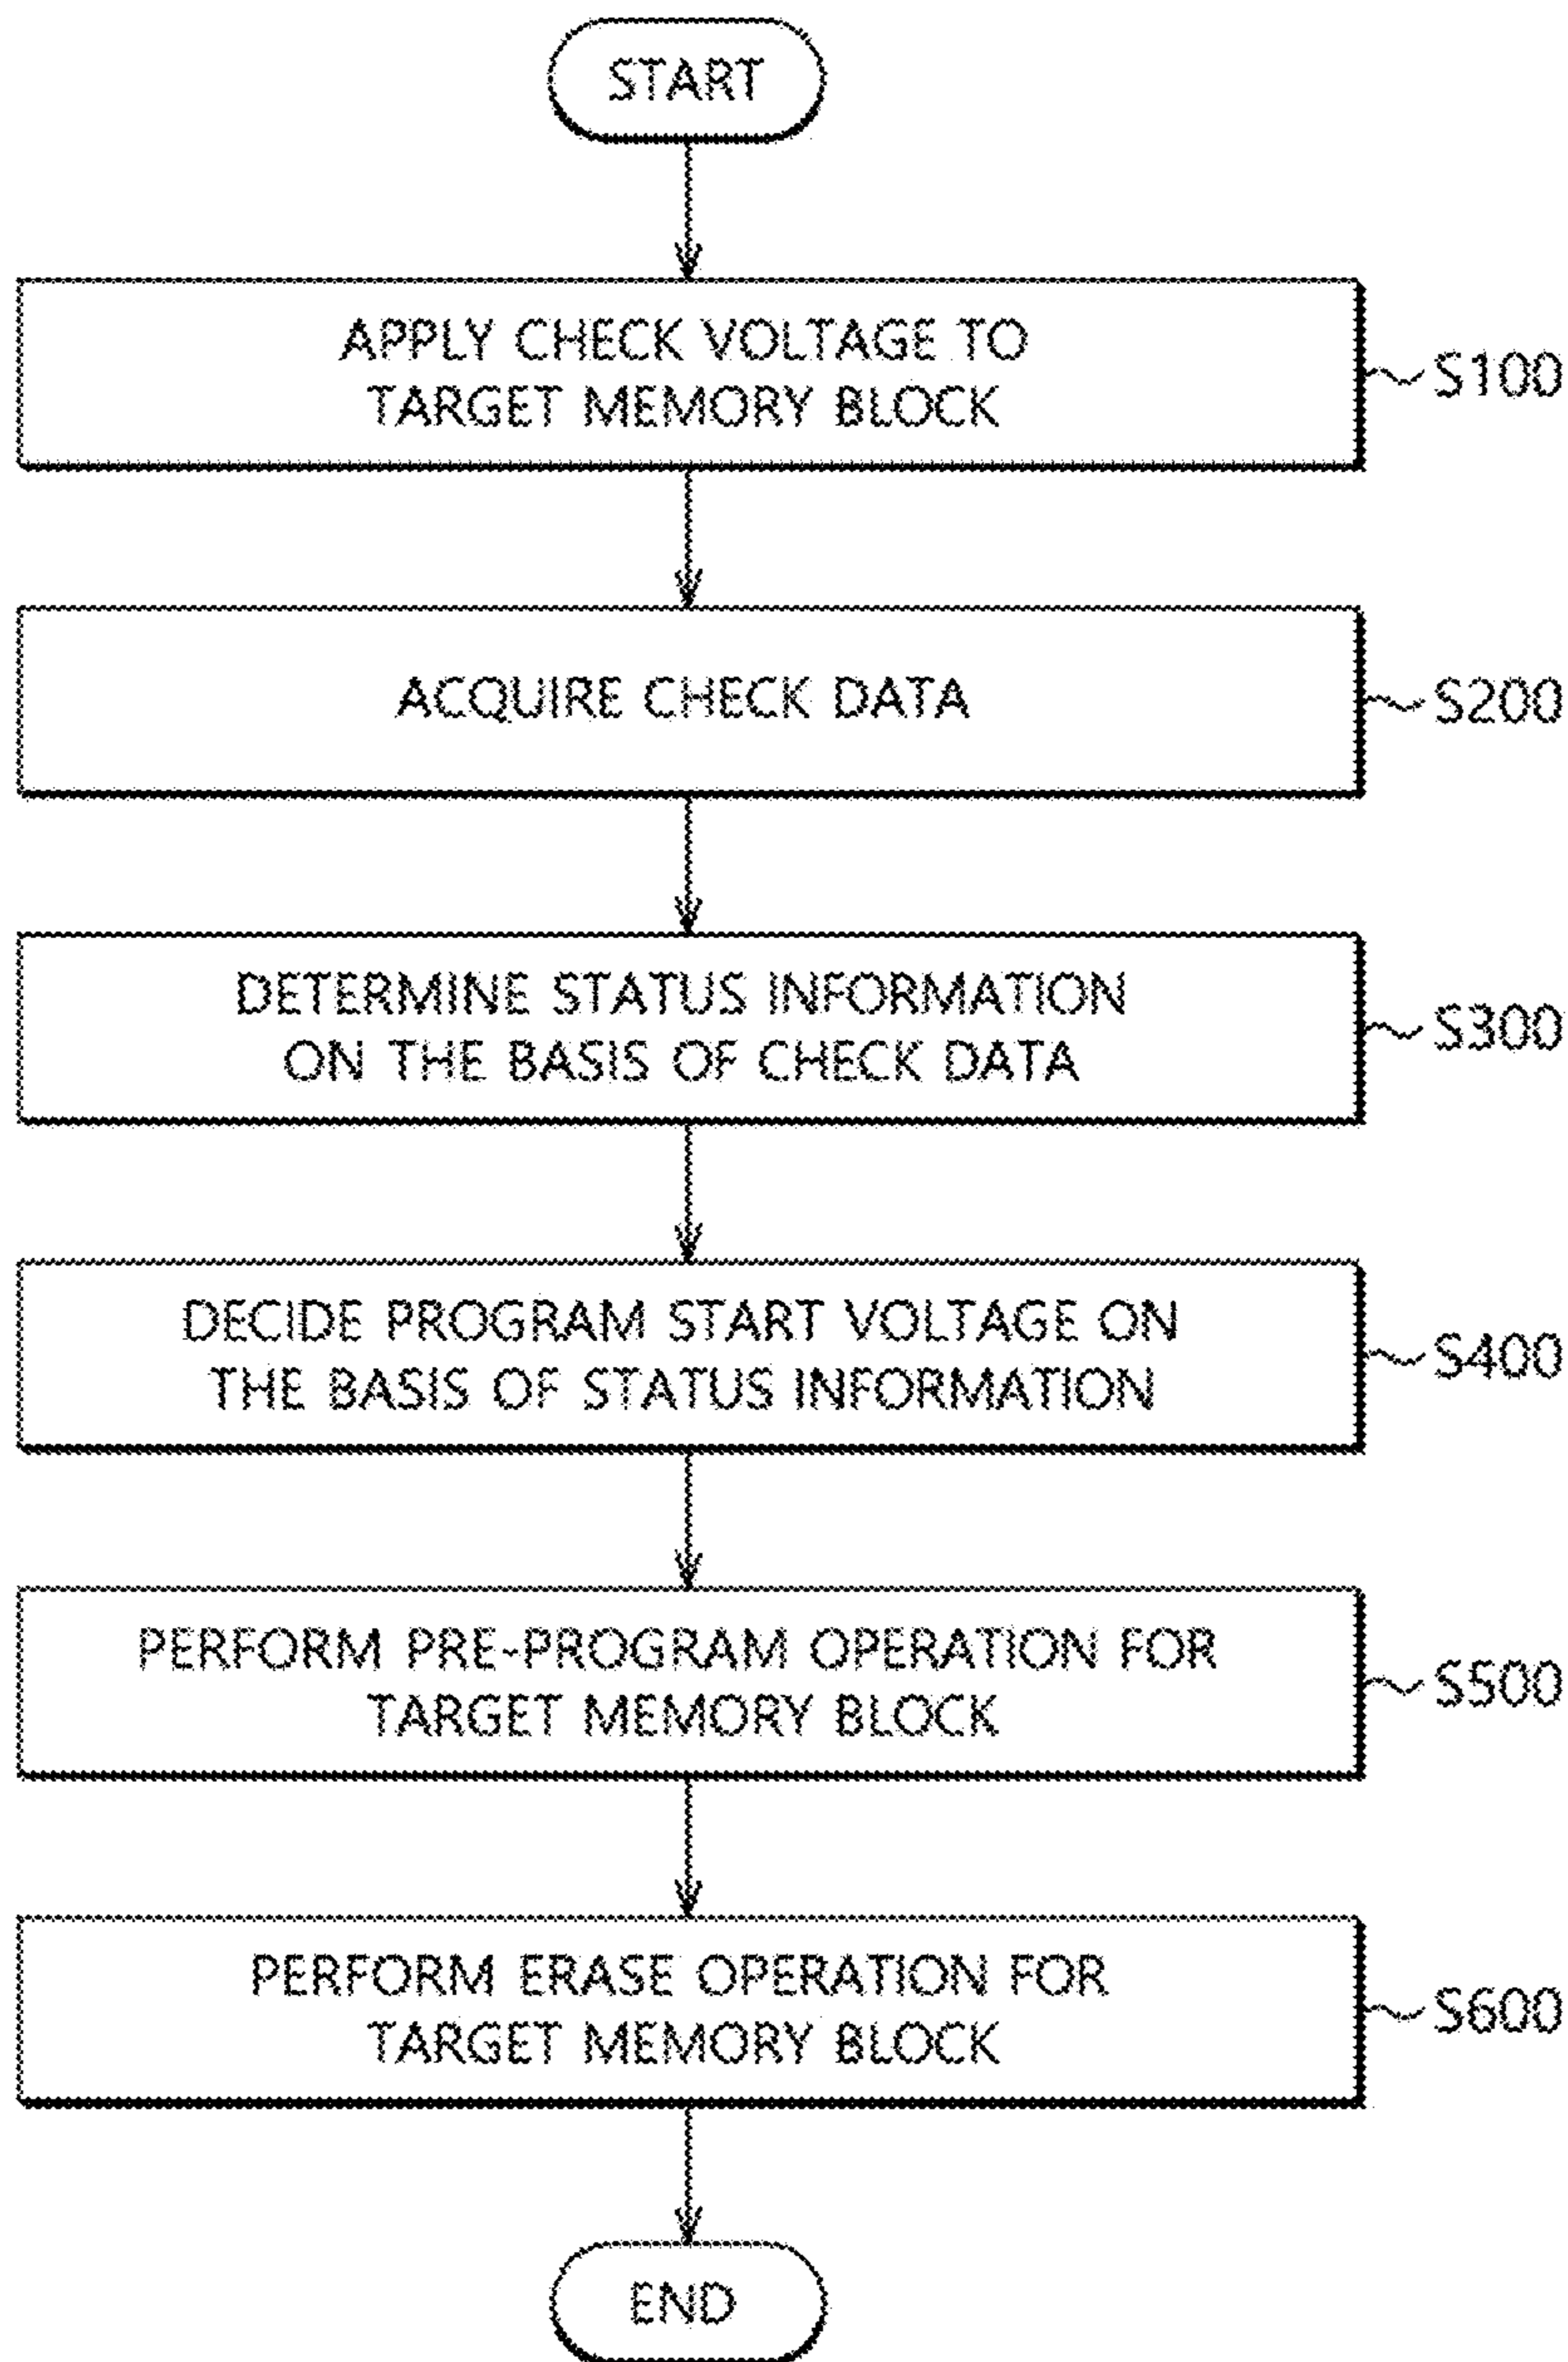 START
APPLY CHECK VOLTAGE TO
TARGET MEMORY BLOCK
S100
ACQUIRE CHECK DATA
S200
DETERMINE STATUS INFORMATION
ON THE BASIS OF CHECK DATA
S300
DECIDE PROGRAM START VOLTAGE ON
THE BASIS OF STATUS INFORMATION
S400
PERFORM PRE-PROGRAM OPERATION FOR
TARGET MEMORY BLOCK
S500
PERFORM ERASE OPERATION FOR
TARGET MEMORY BLOCK
S600
END